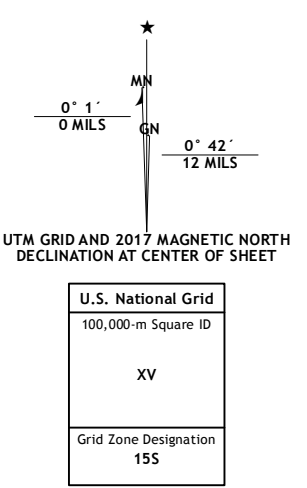 MN
0° 1´
0 MILS
GN
0° 42´
12 MILS
UTM GRID AND 2017 MAGNETIC NORTH
DECLINATION AT CENTER OF SHEET
U.S. National Grid
100,000-m Square ID
XV
Grid Zone Designation
15S